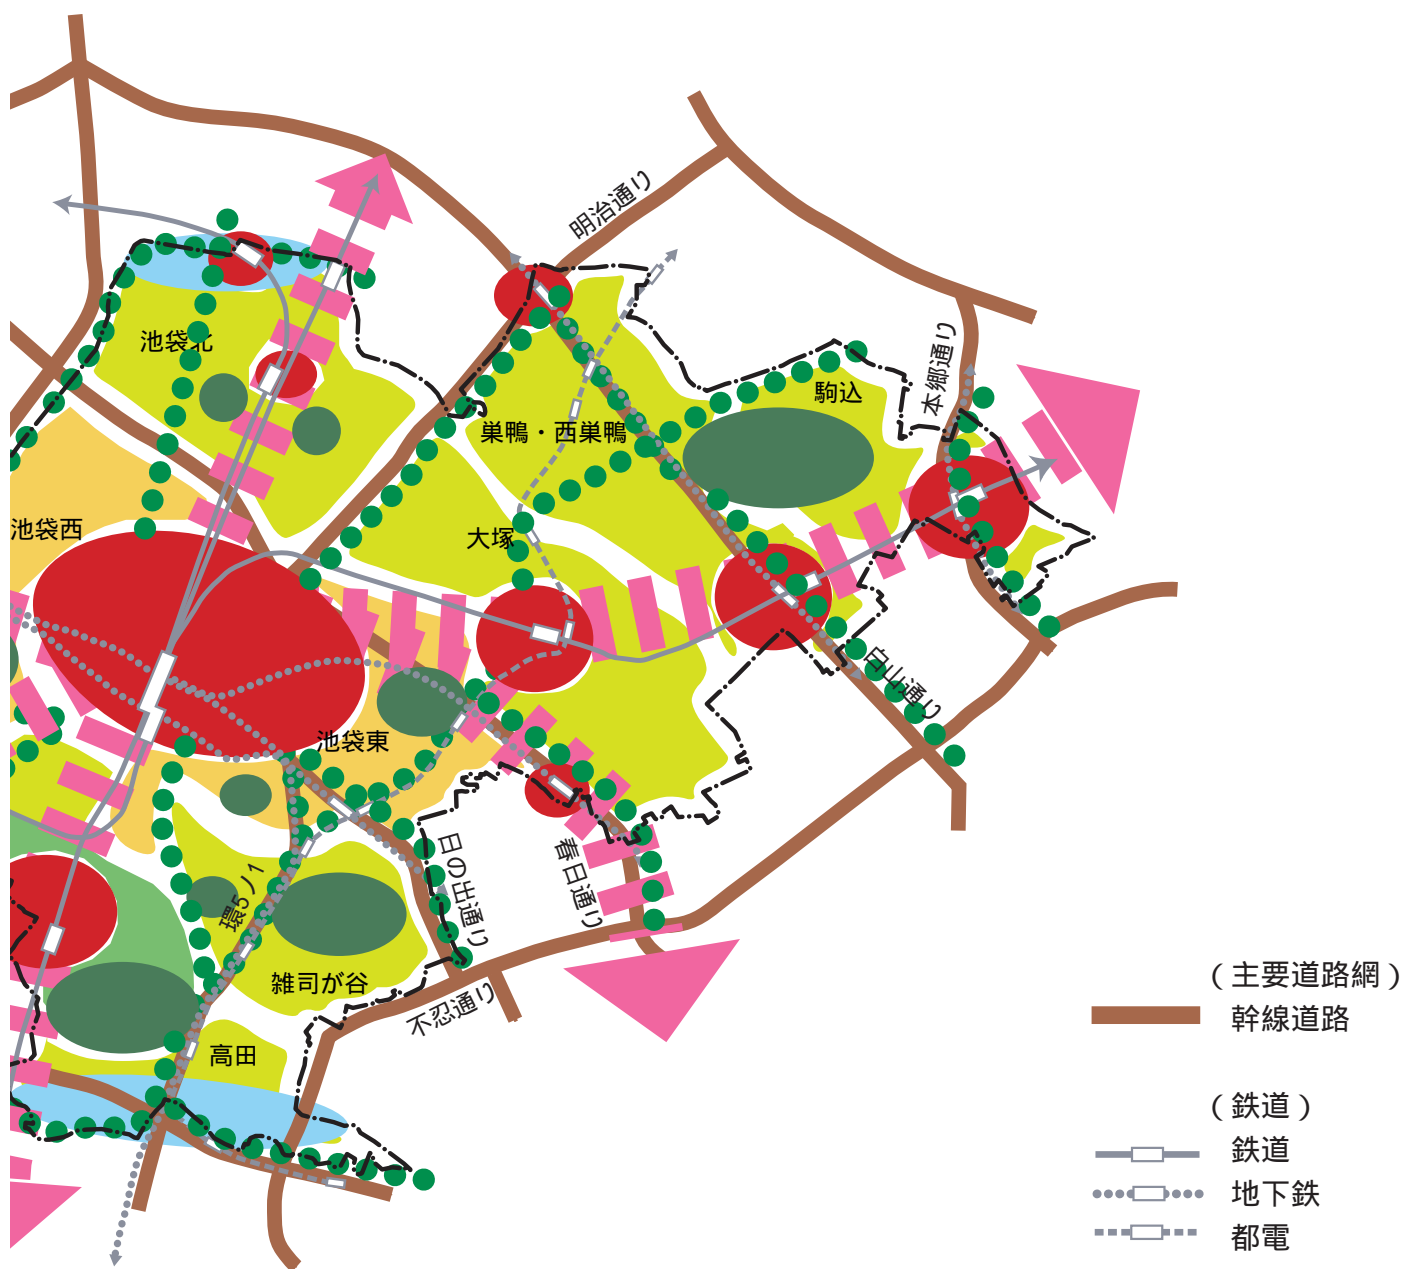 明治通り
池袋北
本郷通り
駒込
巣鴨・西巣鴨
池袋西
大塚
白山通り
池袋東
日の出通り
春日通り
環5ノ1
雑司が谷
不忍通り
高田
（主要道路網）
幹線道路
（鉄道）
鉄道
地下鉄
都電